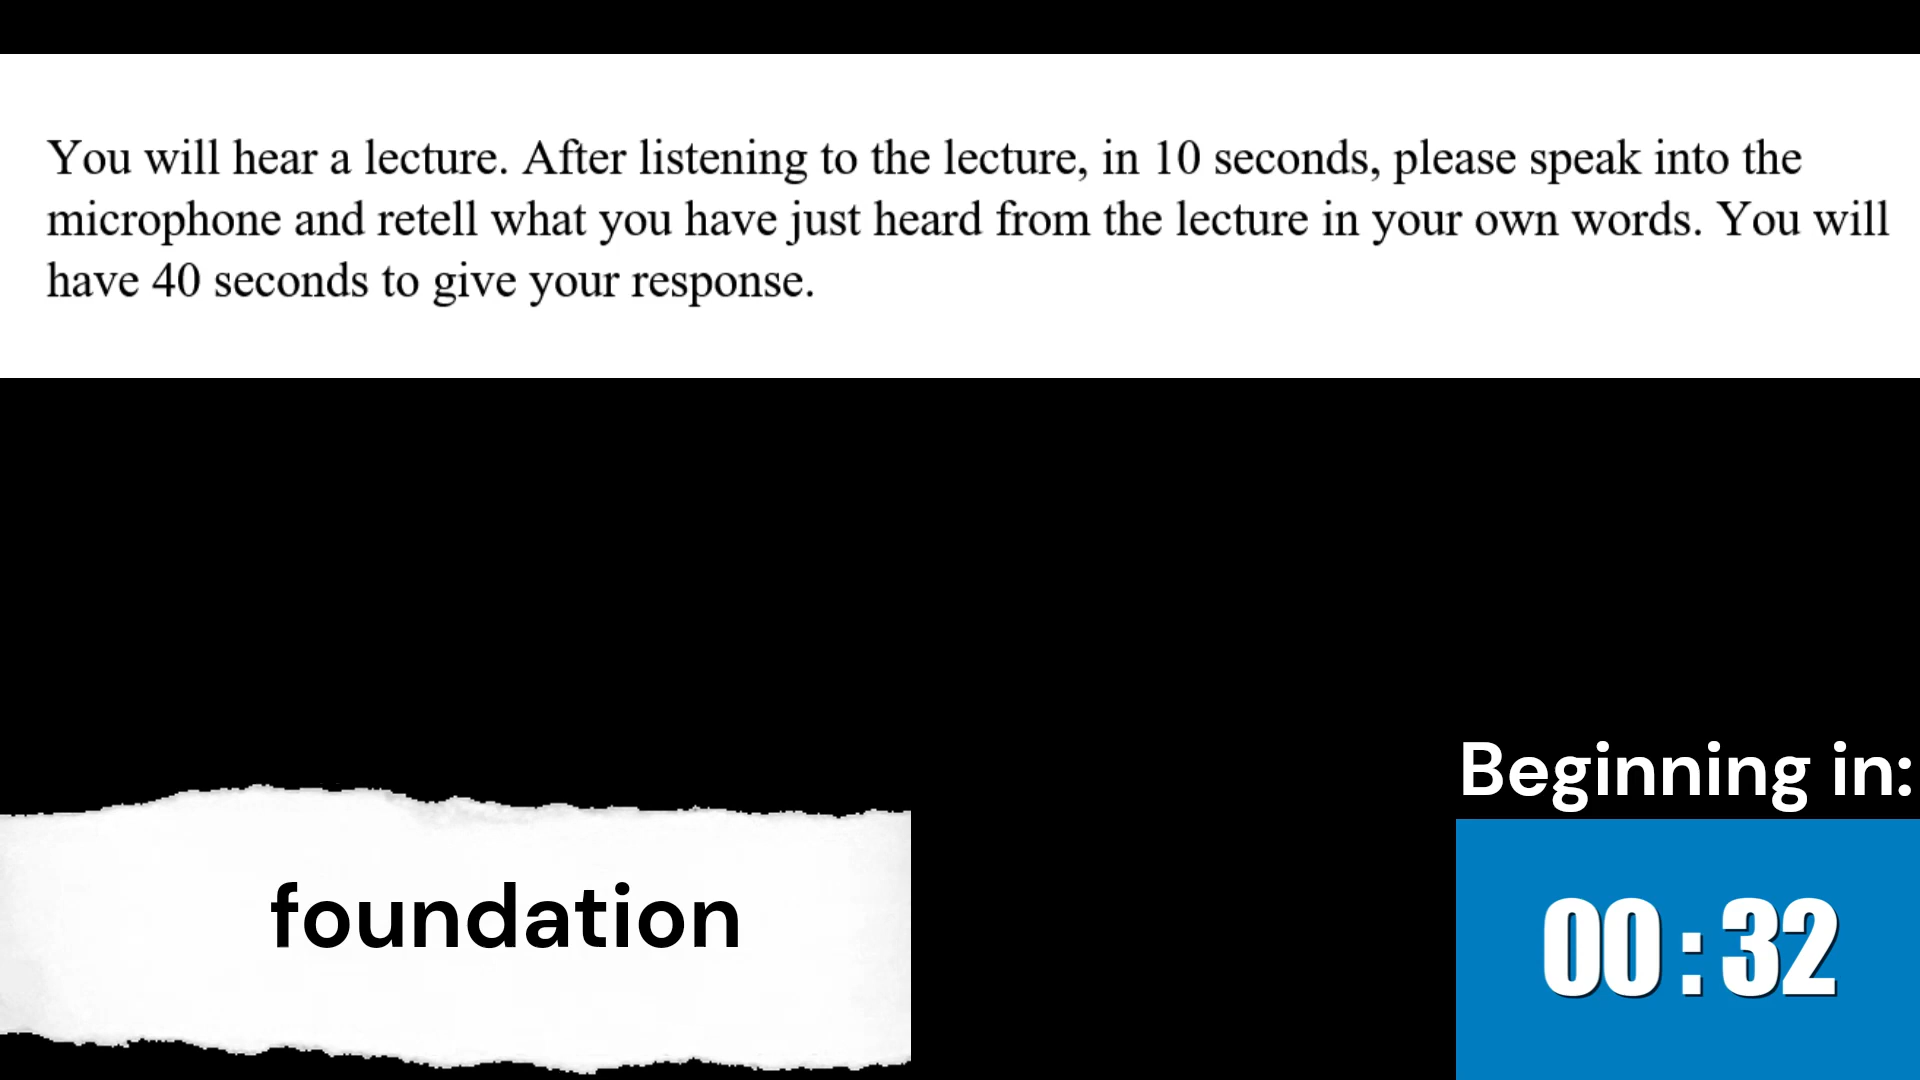 You will hear a lecture. After listening to the lecture, in 10 seconds, please speak into the
microphone and retell what you have just heard from the lecture in your own words. You will
have 40 seconds to give your response.
Beginning in:
foundation
00:32